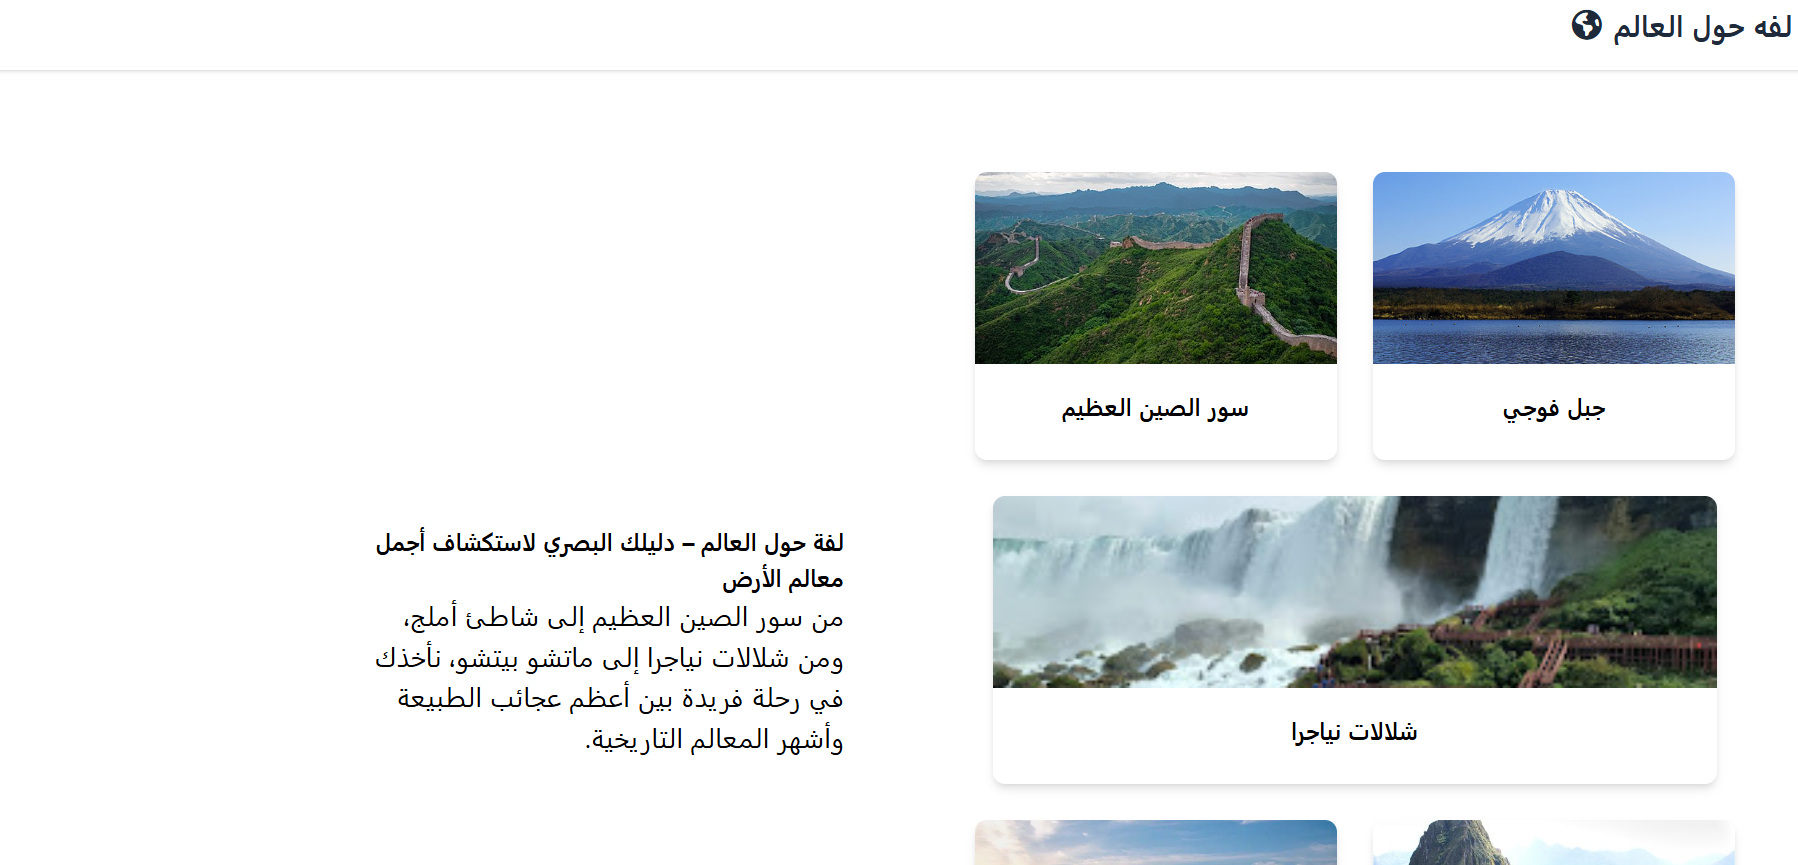 لفه حول العالم
جبل فوجي
سور الصين العظيم
شلالات نياجرا
لفة حول العالم – دليلك البصري لاستكشاف أجمل
معالم الأرض
من سور الصين العظيم إلى شاطئ أملج،
ومن شلالات نياجرا إلى ماتشو بيتشو، نأخذك
في رحلة فريدة بين أعظم عجائب الطبيعة
وأشهر المعالم التاريخية.